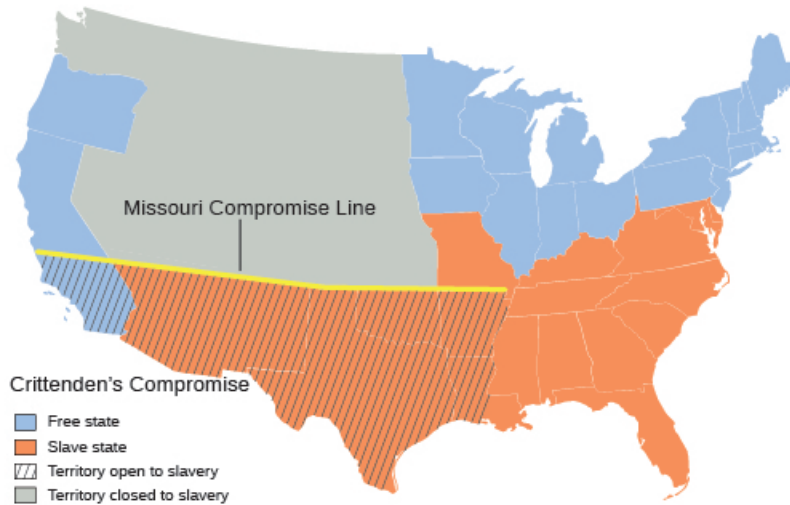 Missouri Compromise Line
Crittenden's Compromise
Free state
Slave state
Territory open to slavery
Territory closed to slavery